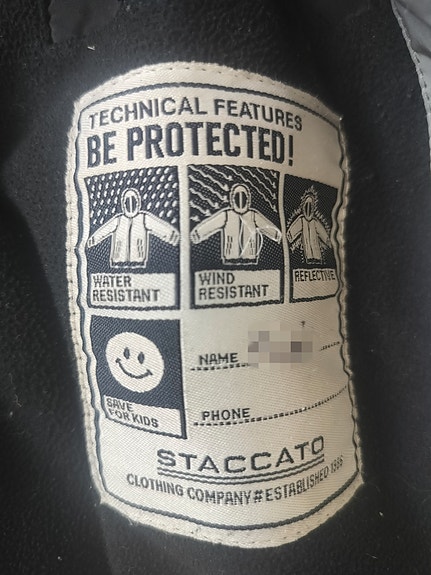 TECHNICAL FEATURES
BE PROTECTED!
WATER
RESISTANT
WIND
RESISTANT
REFLECTIVE
SAVE
FOR KIDS
NAME
PHONE
STACCATO
CLOTHING COMPANY#ESTABLISHED